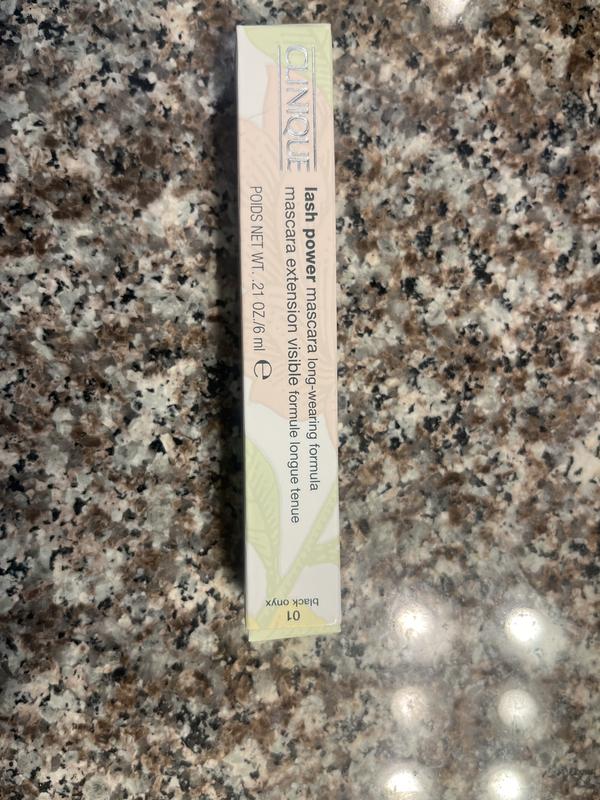 CLINIQUE
lash power mascara long-wearing formula
mascara extension visible formule longue tenue
POIDS NET WT. .21 OZ./6 ml ℮
01
black onyx